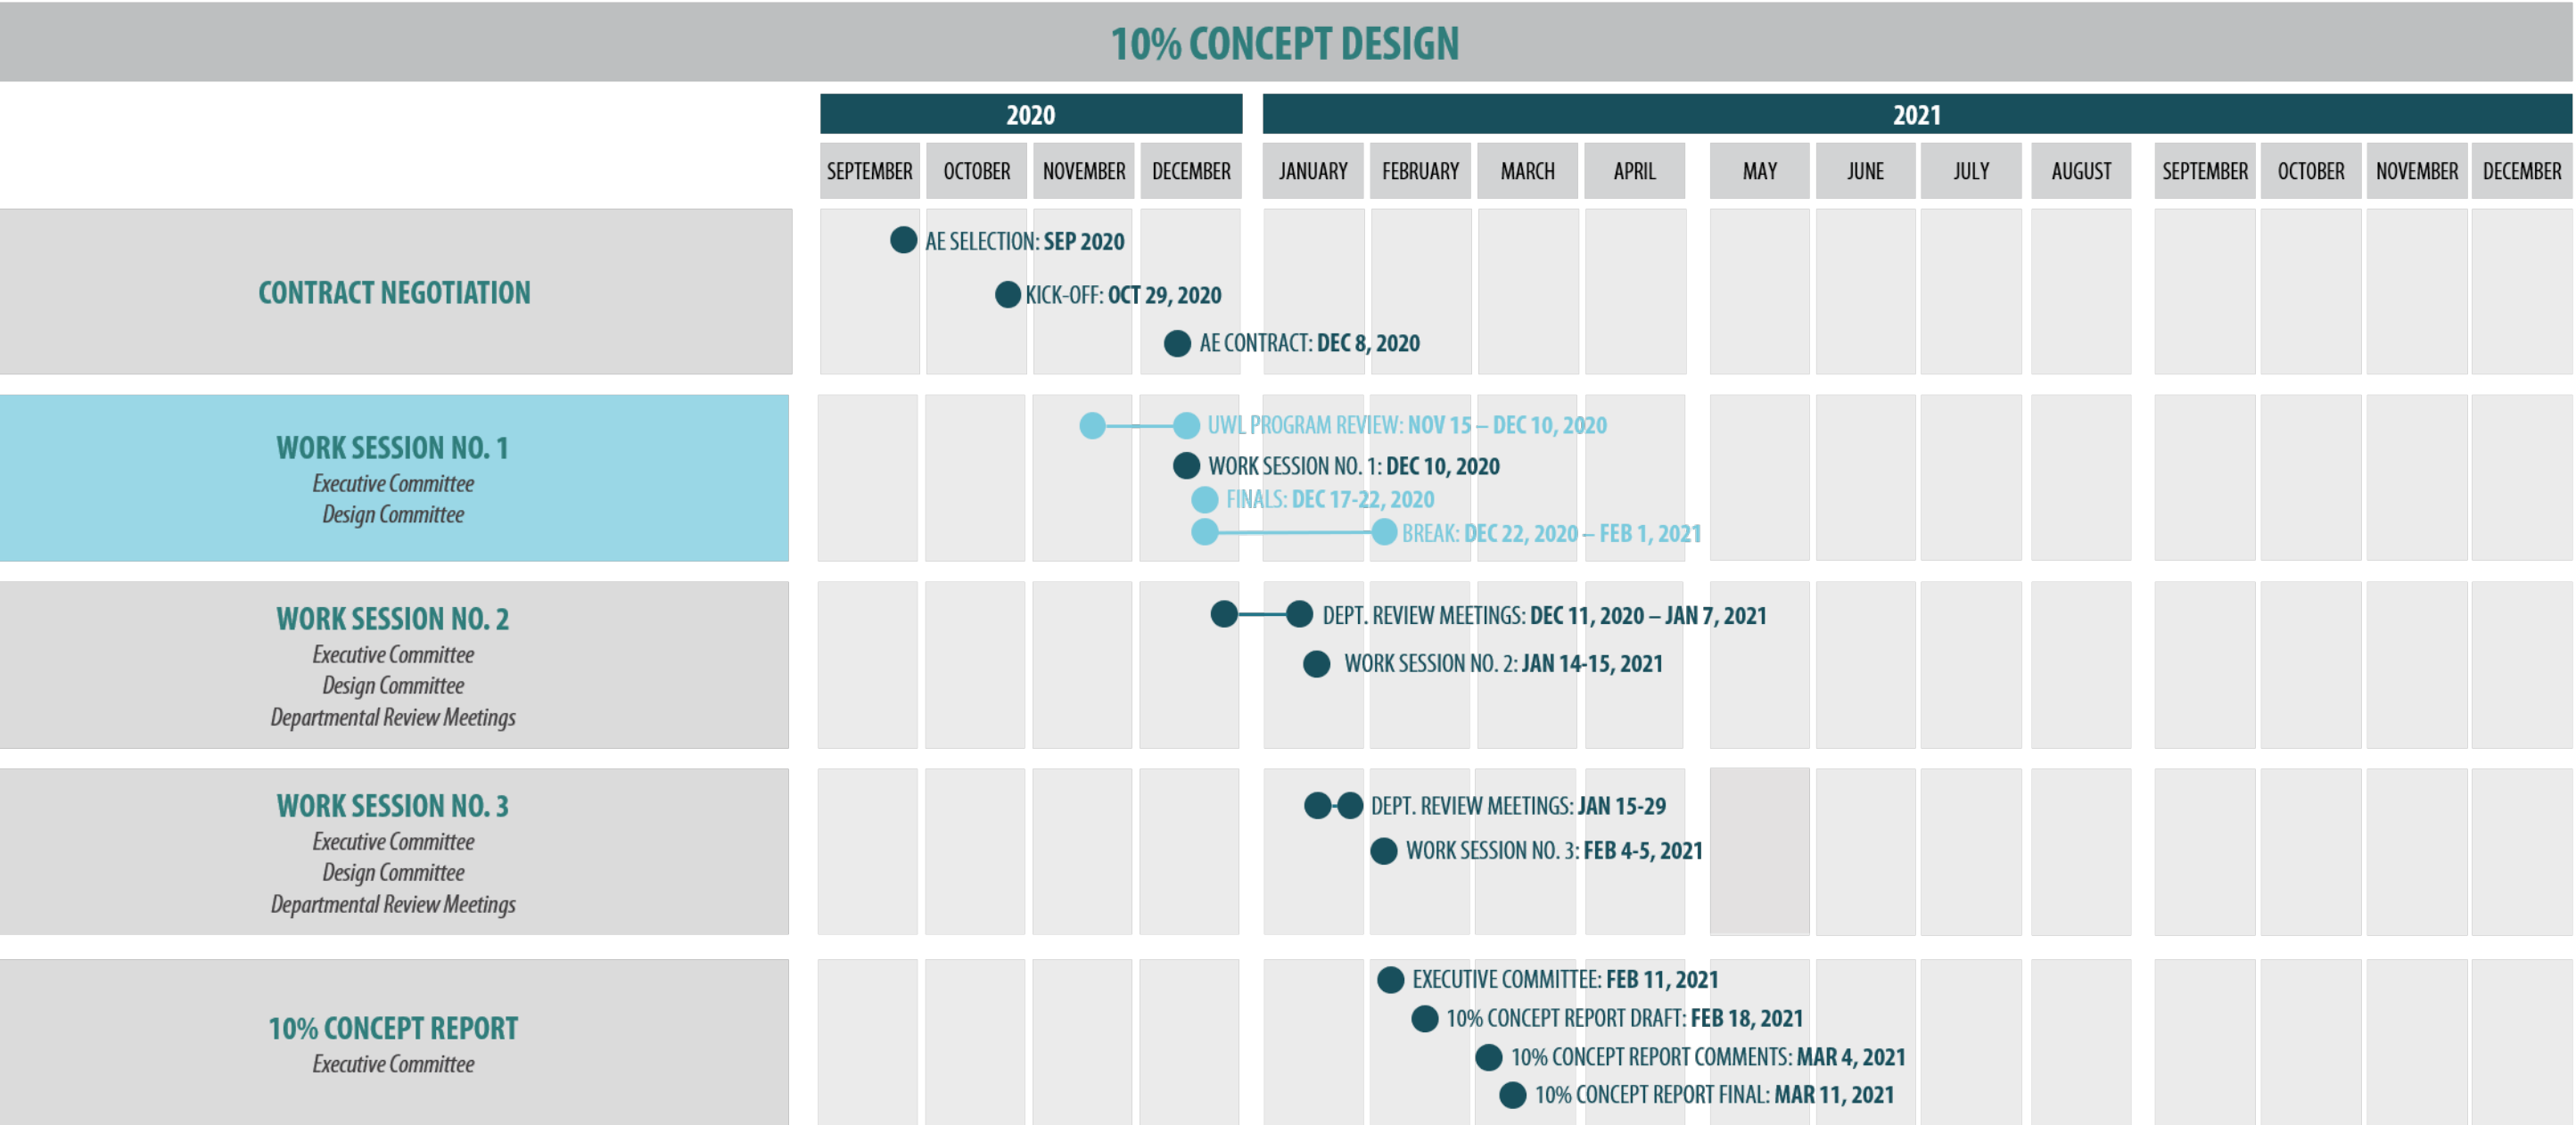 10% CONCEPT DESIGN
2020
2021
SEPTEMBER
OCTOBER
NOVEMBER
DECEMBER
JANUARY
FEBRUARY
MARCH
APRIL
MAY
JUNE
JULY
AUGUST
SEPTEMBER
OCTOBER
NOVEMBER
DECEMBER
CONTRACT NEGOTIATION
AE SELECTION: SEP 2020
KICK-OFF: OCT 29, 2020
AE CONTRACT: DEC 8, 2020
WORK SESSION NO. 1
Executive Committee
Design Committee
UWL PROGRAM REVIEW: NOV 15 – DEC 10, 2020
WORK SESSION NO. 1: DEC 10, 2020
FINALS: DEC 17-22, 2020
BREAK: DEC 22, 2020 – FEB 1, 2021
WORK SESSION NO. 2
Executive Committee
Design Committee
Departmental Review Meetings
DEPT. REVIEW MEETINGS: DEC 11, 2020 – JAN 7, 2021
WORK SESSION NO. 2: JAN 14-15, 2021
WORK SESSION NO. 3
Executive Committee
Design Committee
Departmental Review Meetings
DEPT. REVIEW MEETINGS: JAN 15-29
WORK SESSION NO. 3: FEB 4-5, 2021
10% CONCEPT REPORT
Executive Committee
EXECUTIVE COMMITTEE: FEB 11, 2021
10% CONCEPT REPORT DRAFT: FEB 18, 2021
10% CONCEPT REPORT COMMENTS: MAR 4, 2021
10% CONCEPT REPORT FINAL: MAR 11, 2021